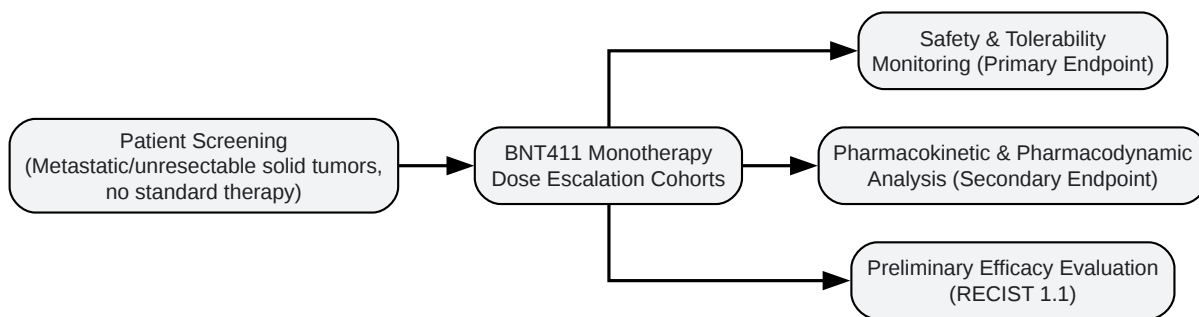 Patient Screening
(Metastatic/unresectable solid tumors,
no standard therapy)
BNT411 Monotherapy
Dose Escalation Cohorts
Safety & Tolerability
Monitoring (Primary Endpoint)
Pharmacokinetic & Pharmacodynamic
Analysis (Secondary Endpoint)
Preliminary Efficacy Evaluation
(RECIST 1.1)